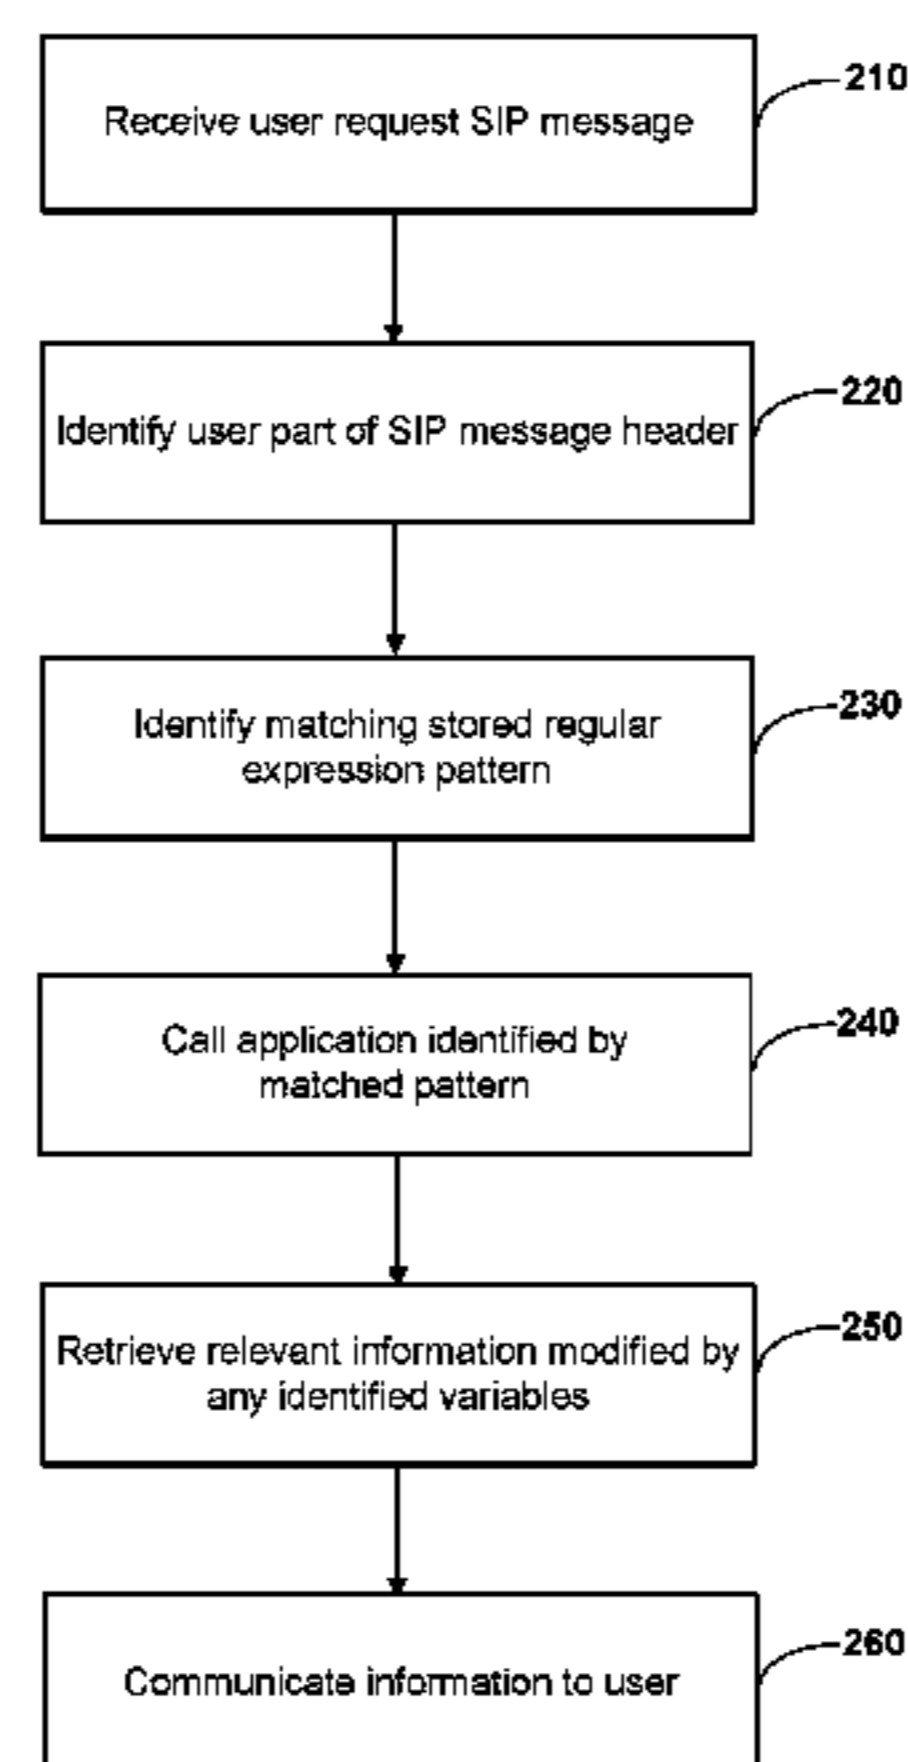 210
Receive user request SIP message
220
Identify user part of SIP message header
230
Identify matching stored regular
expression pattern
240
Call application identified by
matched pattern
250
Retrieve relevant information modified by
any identified variables
260
Communicate information to user